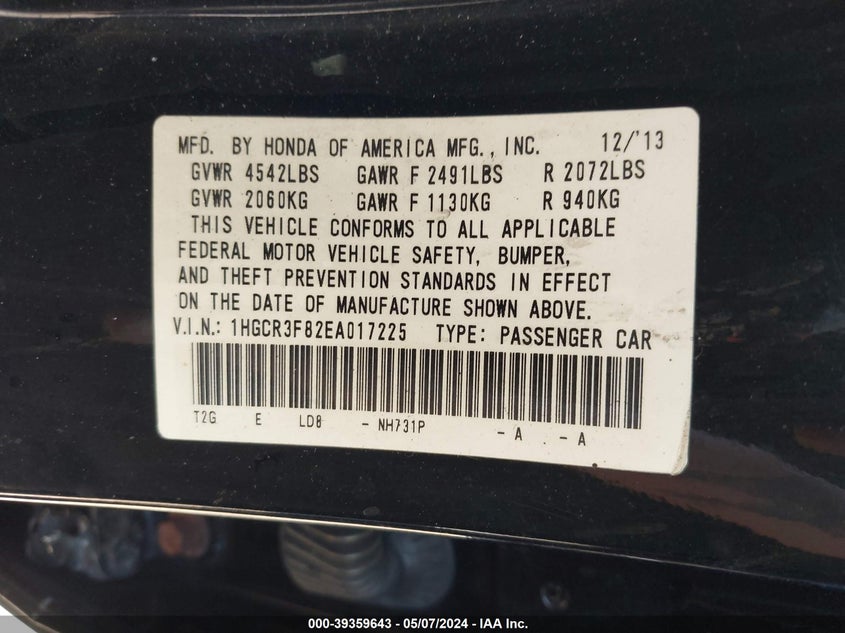 MFD. BY HONDA OF AMERICA MFG., INC. 12/'13
GVWR 4542LBS GAWR F 2491LBS R 2072LBS
GVWR 2060KG GAWR F 1130KG R 940KG
THIS VEHICLE CONFORMS TO ALL APPLICABLE
FEDERAL MOTOR VEHICLE SAFETY, BUMPER,
AND THEFT PREVENTION STANDARDS IN EFFECT
ON THE DATE OF MANUFACTURE SHOWN ABOVE.
V.I.N.: 1HGCR3F82EA017225 TYPE: PASSENGER CAR
T2G E LD8 - NH731P - A - A
000-39359643 - 05/07/2024 - IAA Inc.